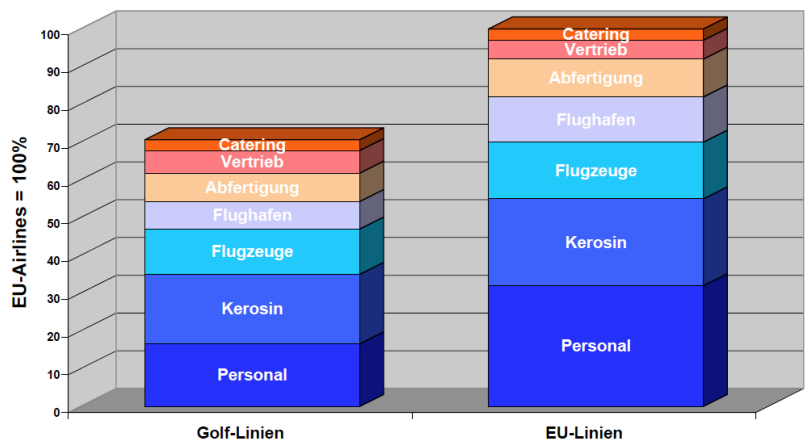 EU-Airlines = 100%
100
90
80
70
60
50
40
30
20
10
0
Catering
Vertrieb
Abfertigung
Flughafen
Flugzeuge
Kerosin
Personal
Catering
Vertrieb
Abfertigung
Flughafen
Flugzeuge
Kerosin
Personal
Golf-Linien
EU-Linien